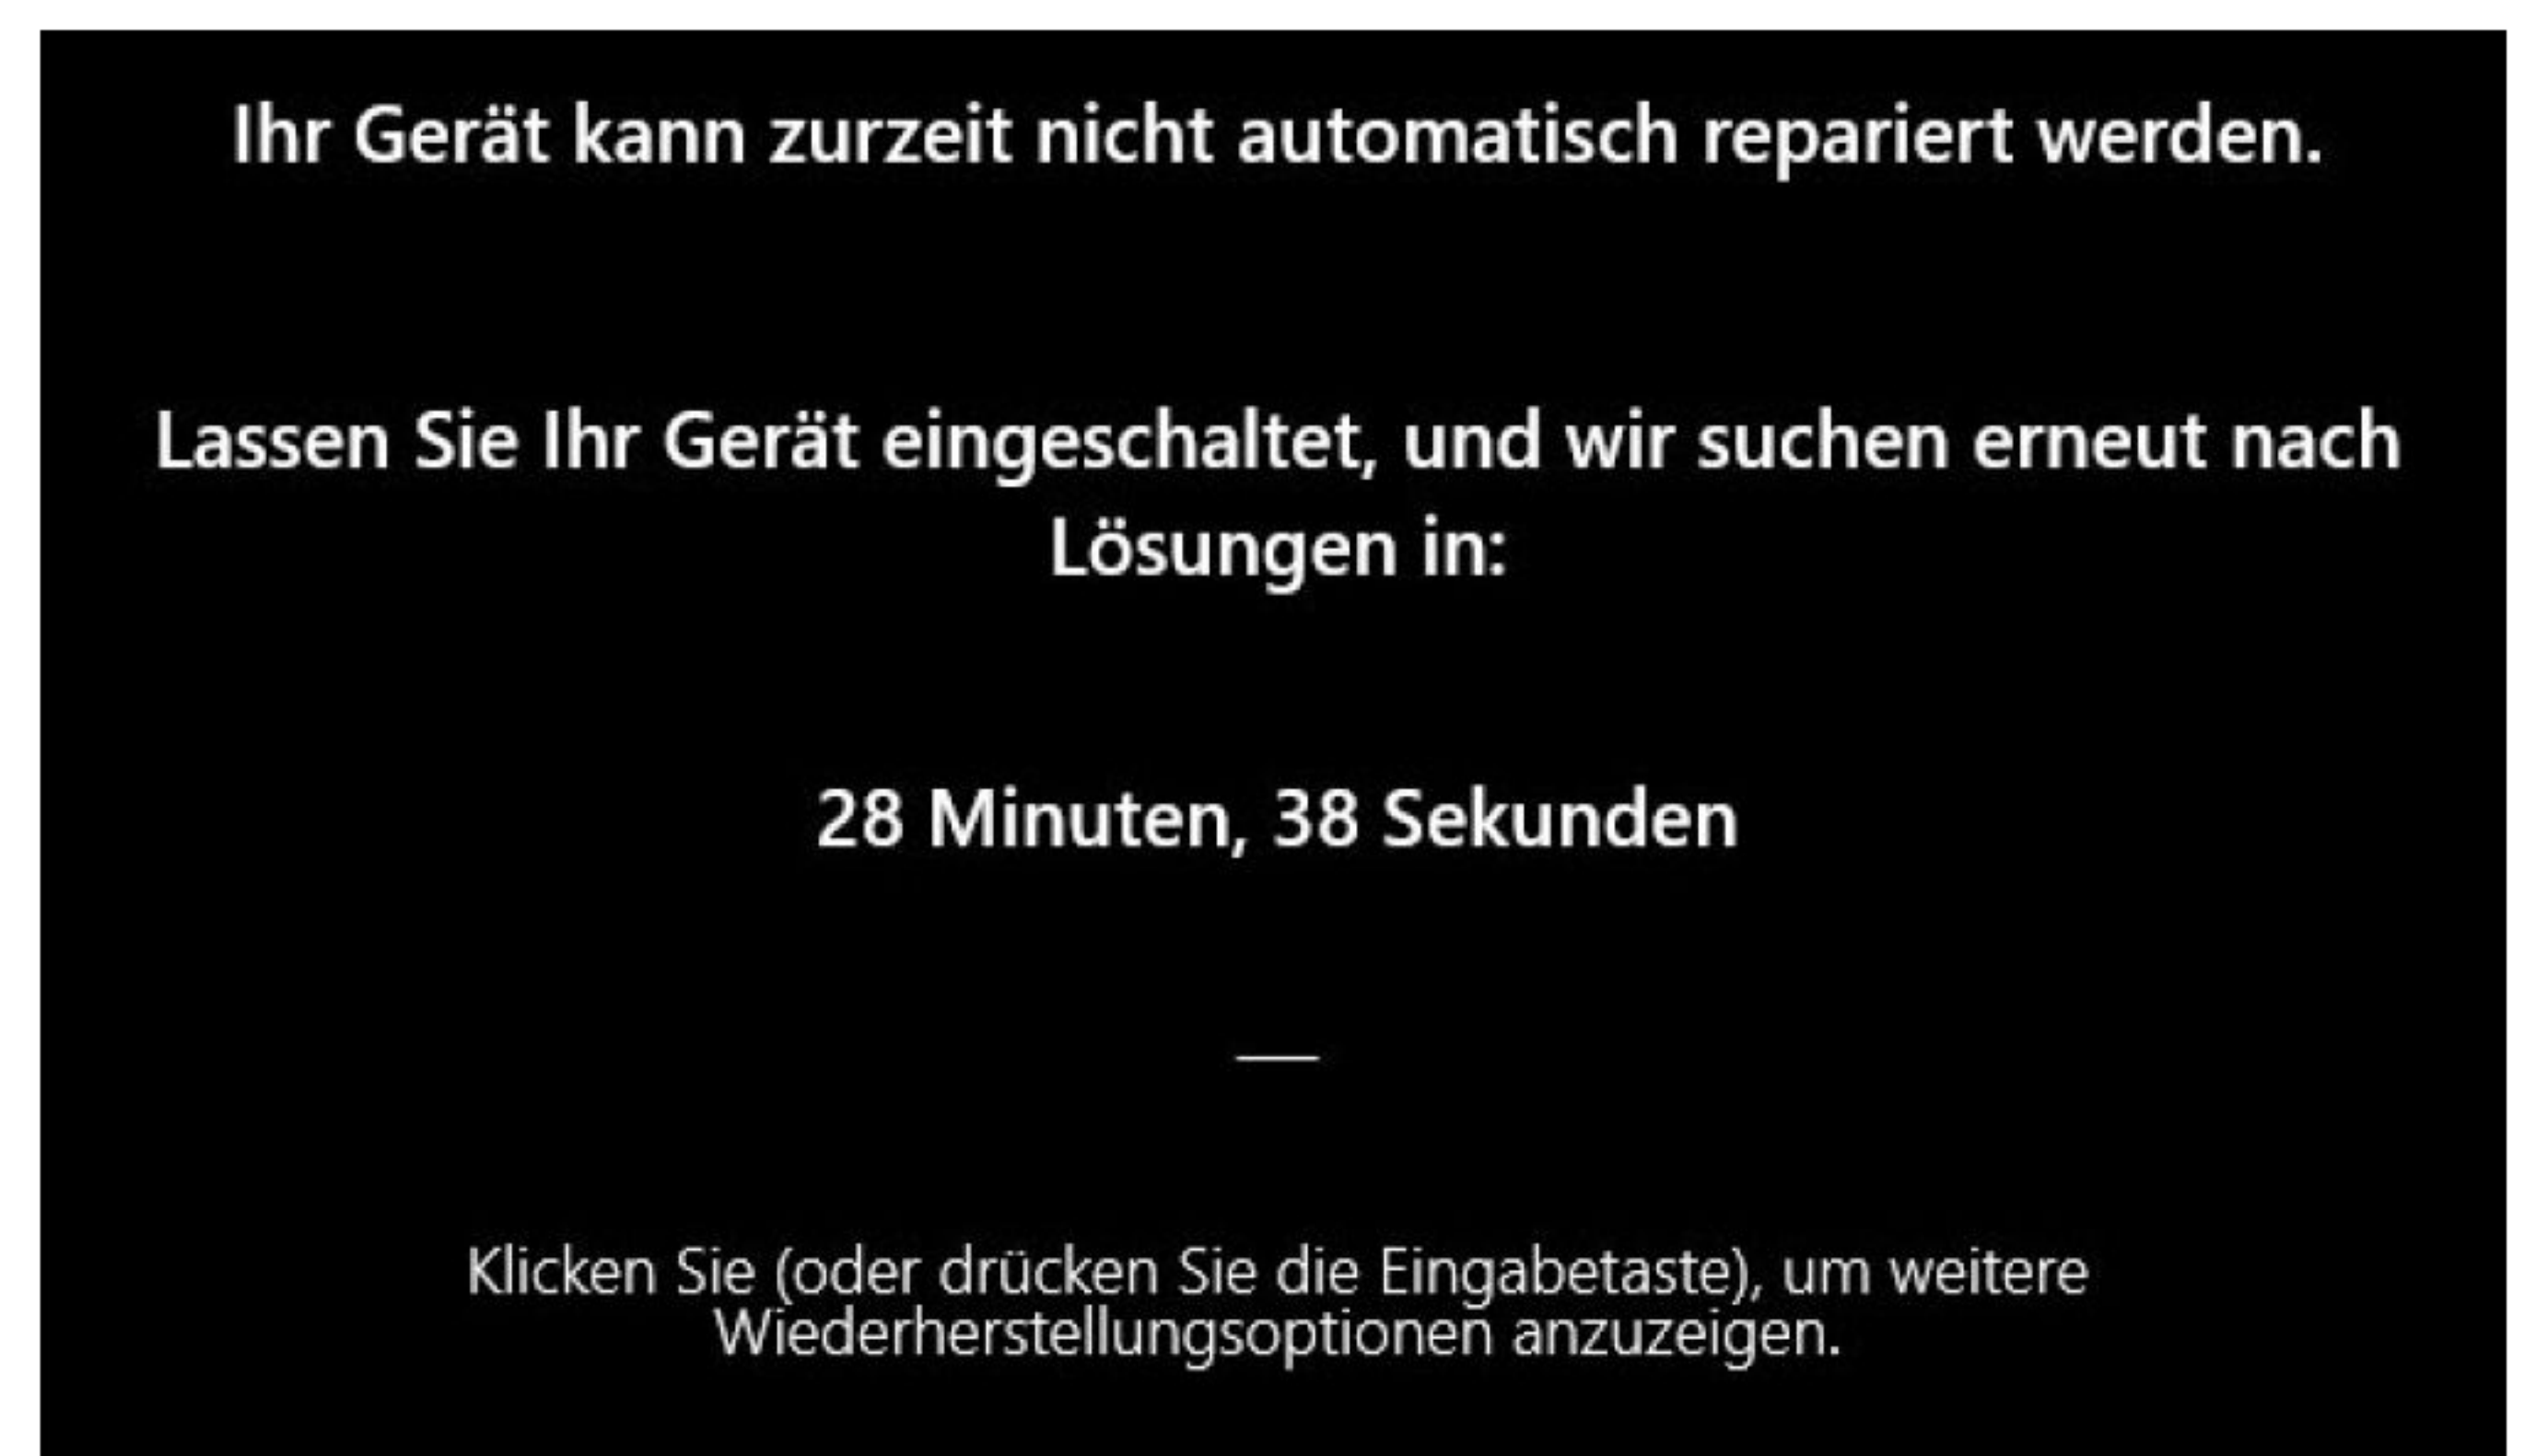 Ihr Gerät kann zurzeit nicht automatisch repariert werden.
Lassen Sie Ihr Gerät eingeschaltet, und wir suchen erneut nach
Lösungen in:
28 Minuten, 38 Sekunden
Klicken Sie (oder drücken Sie die Eingabetaste), um weitere
Wiederherstellungsoptionen anzuzeigen.